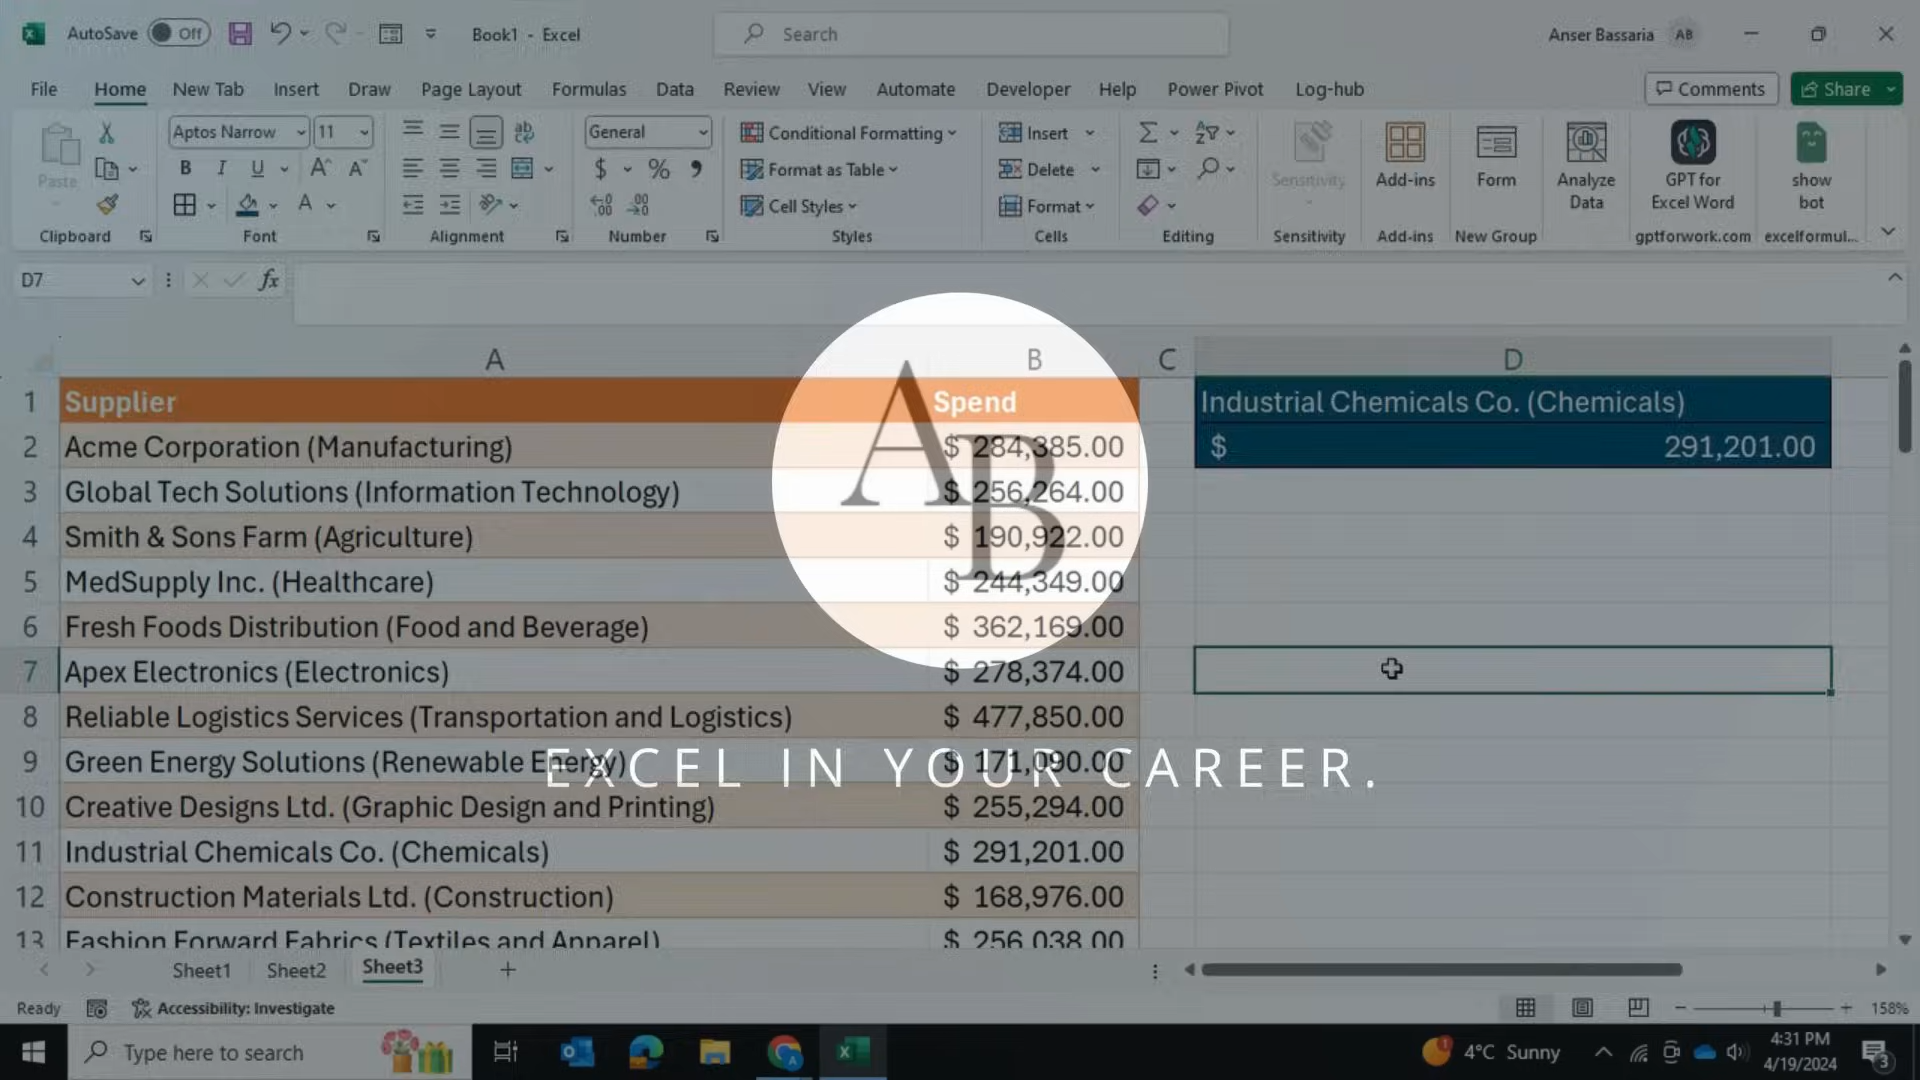 AutoSave Off Book1 - Excel Search Anser Bassaria AB
File Home New Tab Insert Draw Page Layout Formulas Data Review View Automate Developer Help Power Pivot Log-hub Comments Share
Paste Aptos Narrow 11 General Conditional Formatting Insert
B I U $ % Format as Table Delete Sensitivity Add-ins Form Analyze Data GPT for Excel Word show bot
Cell Styles Format
Clipboard Font Alignment Number Styles Cells Editing Sensitivity Add-ins New Group gptforwork.com excelformul...
D7 fx
A B C D
1 Supplier Spend Industrial Chemicals Co. (Chemicals)
2 Acme Corporation (Manufacturing) $ 284,385.00 $ 291,201.00
3 Global Tech Solutions (Information Technology) $ 256,264.00
4 Smith & Sons Farm (Agriculture) $ 190,922.00
5 MedSupply Inc. (Healthcare) $ 244,349.00
6 Fresh Foods Distribution (Food and Beverage) $ 362,169.00
7 Apex Electronics (Electronics) $ 278,374.00
8 Reliable Logistics Services (Transportation and Logistics) $ 477,850.00
9 Green Energy Solutions (Renewable Energy) $ 171,090.00
10 Creative Designs Ltd. (Graphic Design and Printing) $ 255,294.00
11 Industrial Chemicals Co. (Chemicals) $ 291,201.00
12 Construction Materials Ltd. (Construction) $ 168,976.00
13 Fashion Forward Fabrics (Textiles and Apparel) $ 256,038.00
AB
EXCEL IN YOUR CAREER.
Sheet1 Sheet2 Sheet3
Ready Accessibility: Investigate 158%
Type here to search 4°C Sunny 4:31 PM
4/19/2024 3